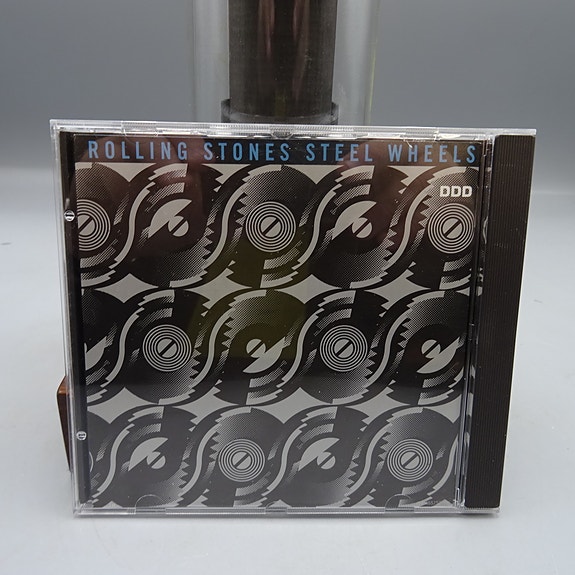 ROLLING STONES STEEL WHEELS
DDD